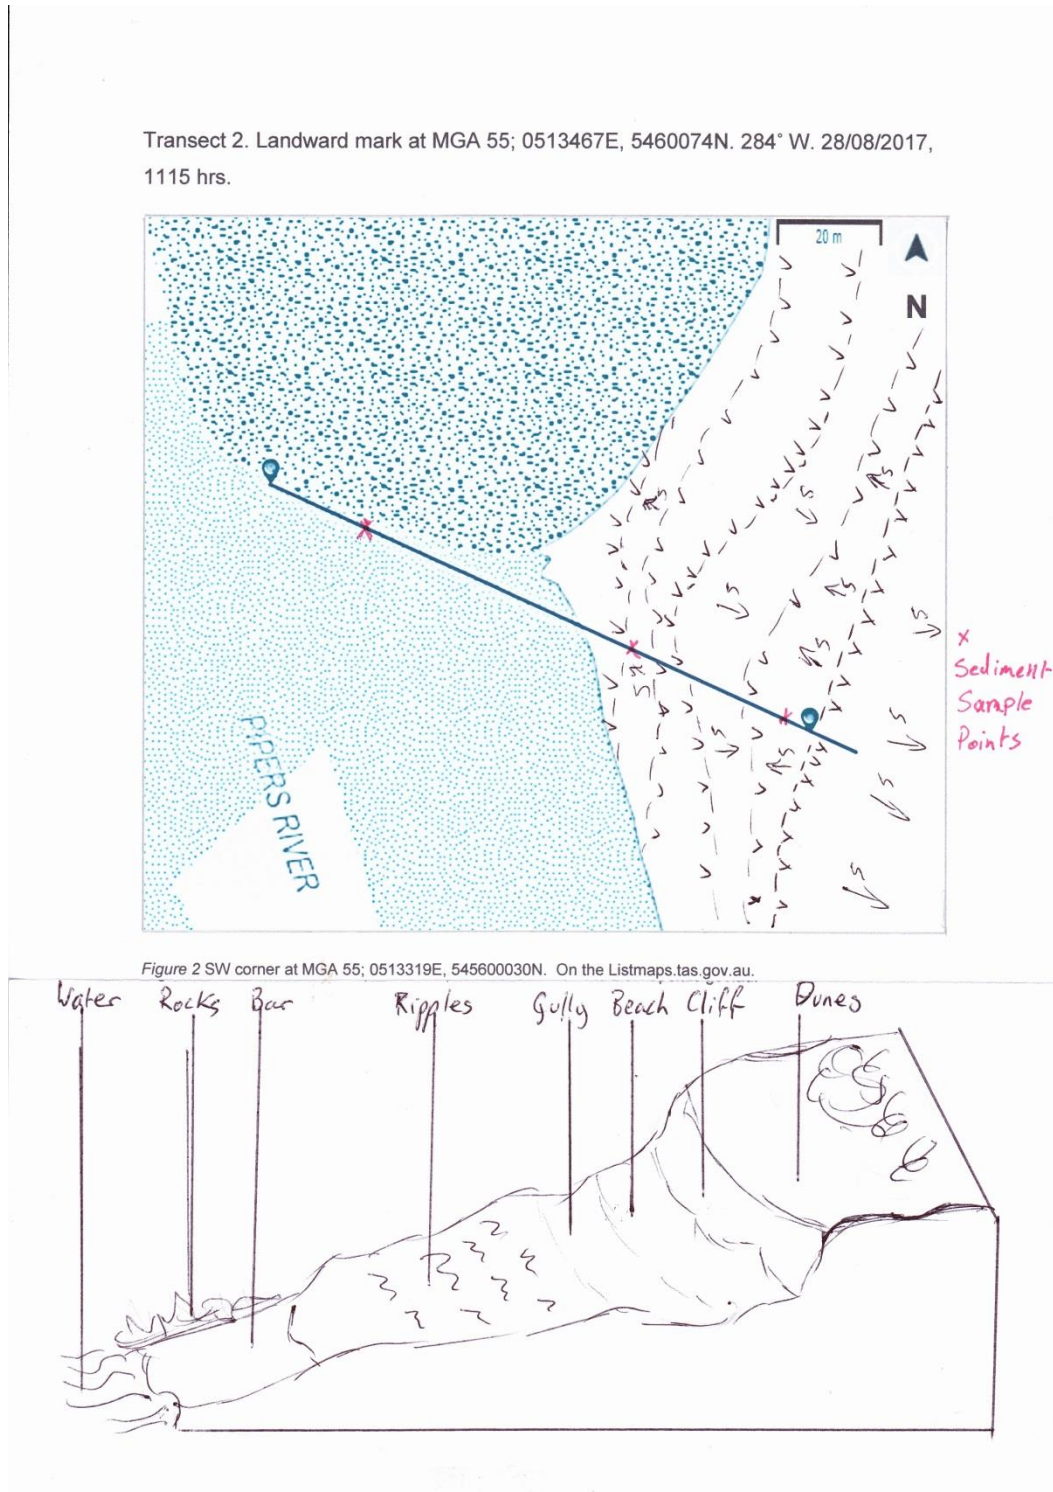 Transect 2. Landward mark at MGA 55; 0513467E, 5460074N. 284° W. 28/08/2017,
1115 hrs.
20 m
N
S
S
S
S
S
S
S
S
S
S
S
S
S
x
Sediment
Sample
Points
PIPERS RIVER
Figure 2 SW corner at MGA 55; 0513319E, 545600030N. On the Listmaps.tas.gov.au.
Water Rocks Bar Ripples Gully Beach Cliff Dunes